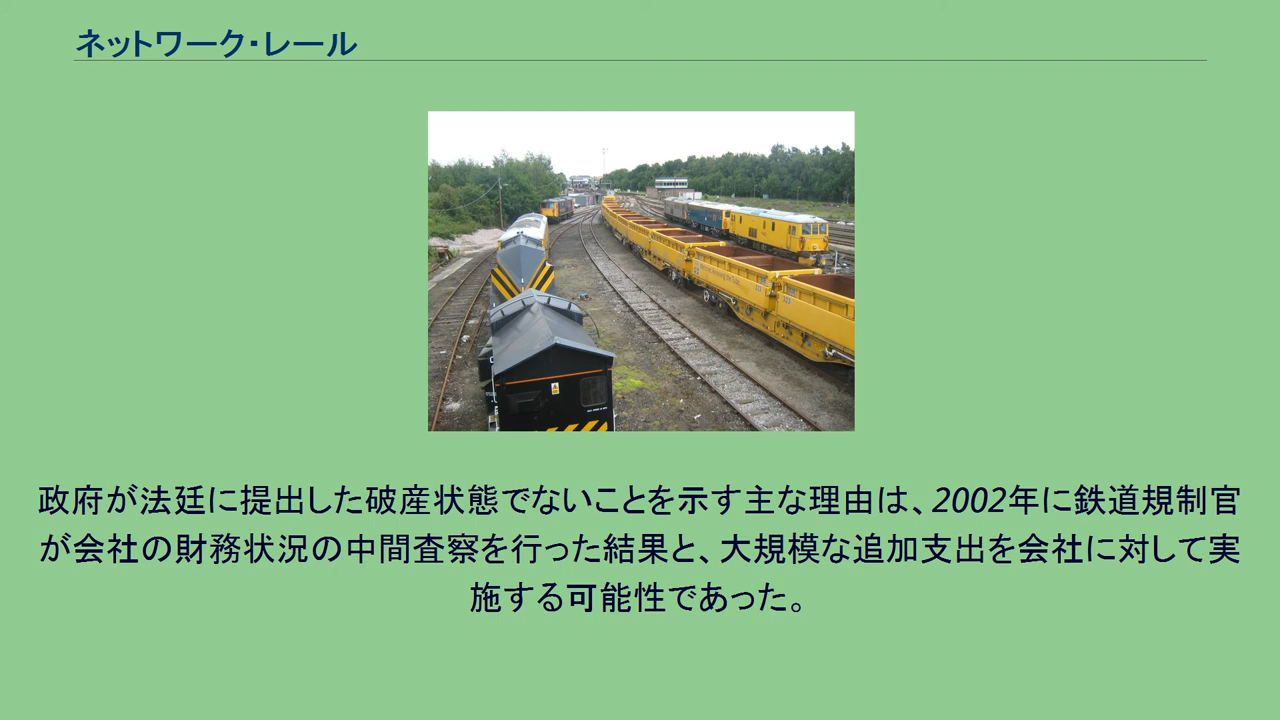 ネットワーク・レール
政府が法廷に提出した破産状態でないことを示す主な理由は、2002年に鉄道規制官
が会社の財務状況の中間査察を行った結果と、大規模な追加支出を会社に対して実
施する可能性であった。